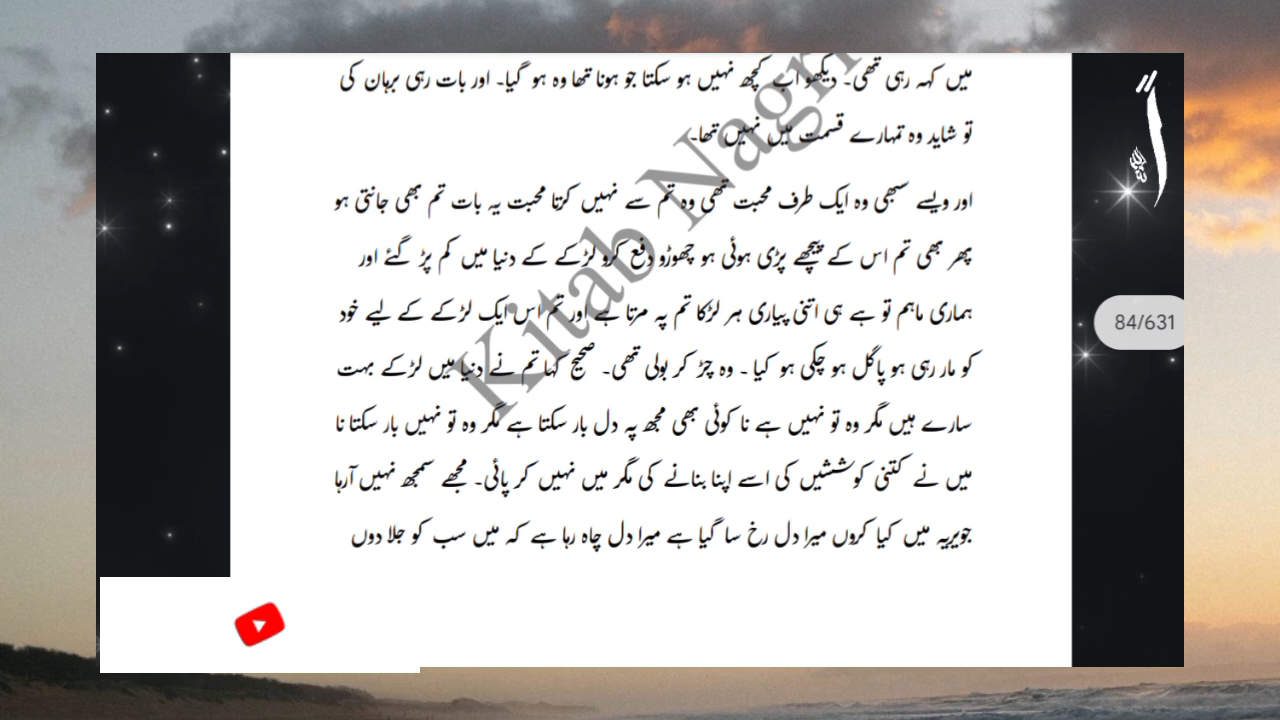 میں کہہ رہی تھی۔ دیکھو اب کچھ نہیں ہو سکتا جو ہونا تھا وہ ہو گیا۔ اور بات رہی برہان کی
تو شاید وہ تمہارے قسمت میں نہیں تھا۔
اور ویسے سبھی وہ ایک طرف محبت تھی وہ تم سے نہیں کرتا محبت یہ بات تم بھی جانتی ہو
پھر بھی تم اس کے پیچھے پڑی ہوئی ہو چھوڑو دفع کرو لڑکے کے دنیا میں کم پڑ گئے اور
ہماری ماہم تو ہے ہی اتنی پیاری ہر لڑکا تم پہ مرتا ہے اور تم اس ایک لڑکے کے لیے خود
کو مار رہی ہو پاگل ہو چکی ہو کیا ۔ وہ چڑ کر بولی تھی۔ صحیح کہا تم نے دنیا میں لڑکے بہت
سارے ہیں مگر وہ تو نہیں ہے نا کوئی بھی مجھ پہ دل ہار سکتا ہے مگر وہ تو نہیں ہار سکتا نا
میں نے کتنی کوششیں کی اسے اپنا بنانے کی مگر میں نہیں کر پائی۔ مجھے سمجھ نہیں آرہا
جویریہ میں کیا کروں میرا دل رخ سا گیا ہے میرا دل چاہ رہا ہے کہ میں سب کو جلا دوں
Kitab Nagri
84/631